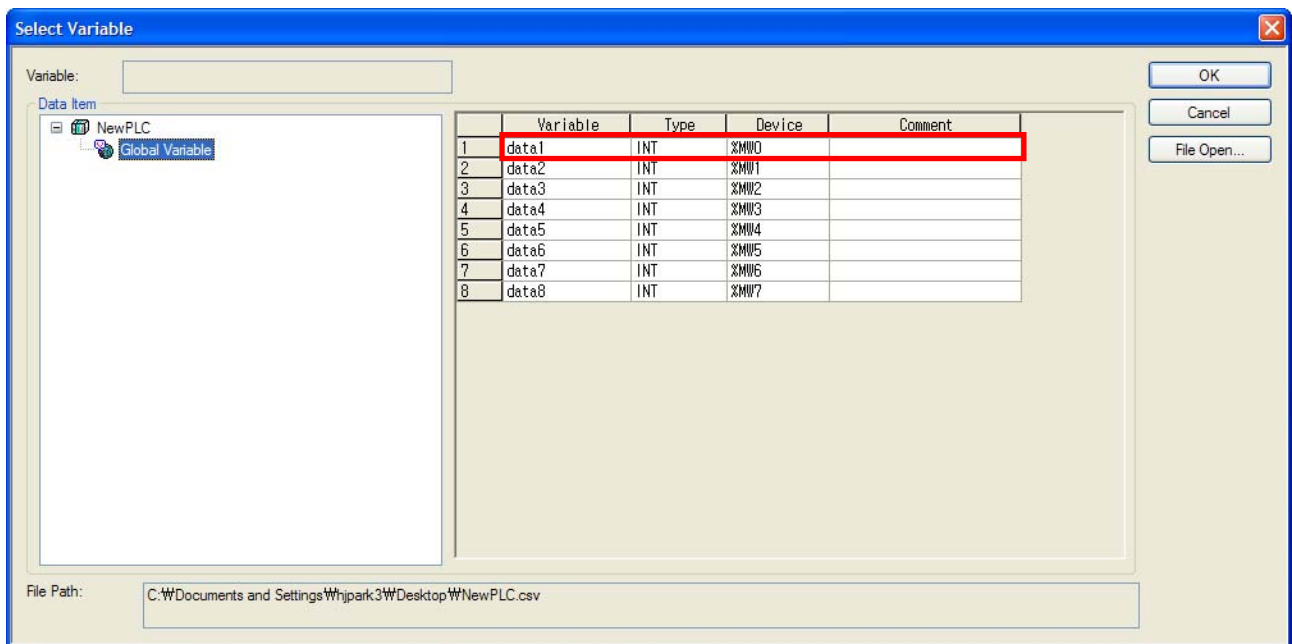 Select Variable
Variable:
OK
Data Item
Cancel
NewPLC
Variable Type Device Comment
Global Variable
File Open...
1 data1 INT %MW0
2 data2 INT %MW1
3 data3 INT %MW2
4 data4 INT %MW3
5 data5 INT %MW4
6 data6 INT %MW5
7 data7 INT %MW6
8 data8 INT %MW7
File Path: C:₩Documents and Settings₩hjpark3₩Desktop₩NewPLC.csv